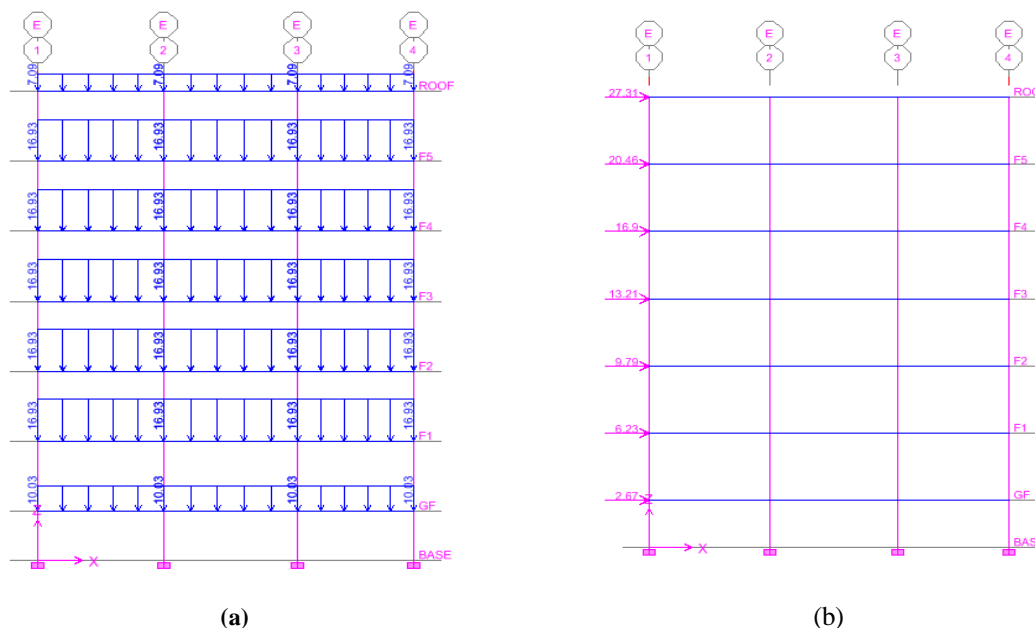 E E E E
1 2 3 4
7.09 7.09 7.09 7.09
ROOF
16.93 16.93 16.93 16.93
F5
16.93 16.93 16.93 16.93
F4
16.93 16.93 16.93 16.93
F3
16.93 16.93 16.93 16.93
F2
16.93 16.93 16.93 16.93
F1
10.03 10.03 10.03 10.03
GF
Z
X
BASE
(a)
E E E E
1 2 3 4
27.31 ROO
20.46 F5
16.9 F4
13.21 F3
9.79 F2
6.23 F1
2.67 GF
Z
X
BAS
(b)